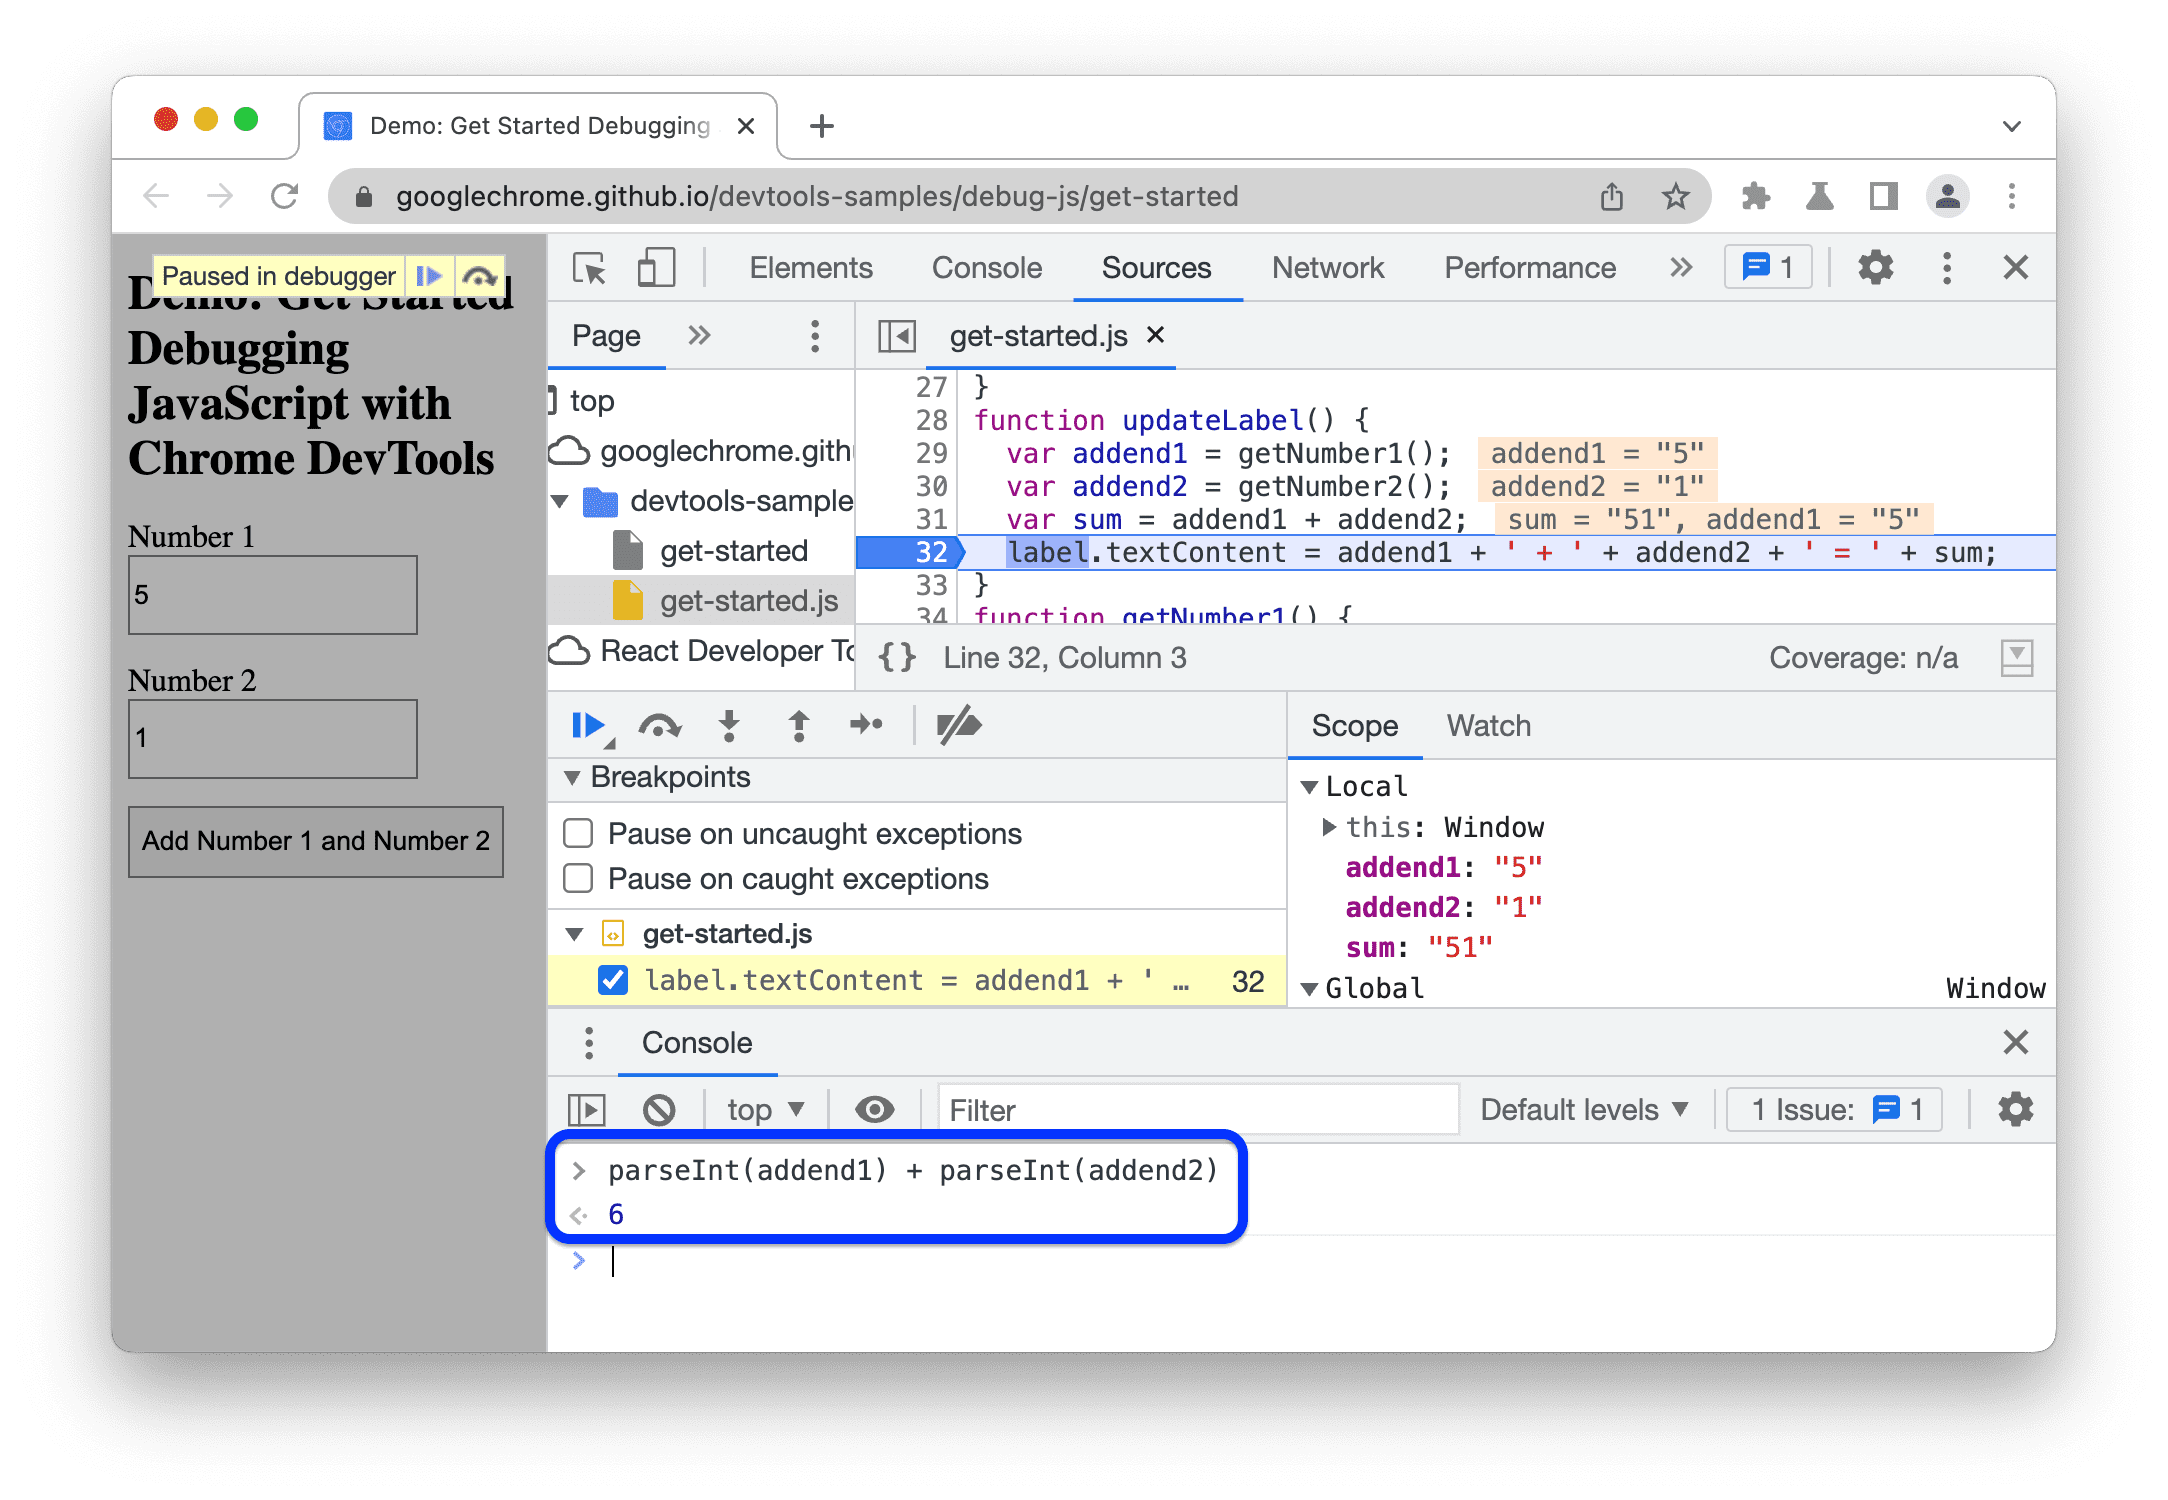 Demo: Get Started Debugging
googlechrome.github.io/devtools-samples/debug-js/get-started
Paused in debugger
Demo: Get Started
Debugging
JavaScript with
Chrome DevTools
Number 1
5
Number 2
1
Add Number 1 and Number 2
Elements Console Sources Network Performance 1
Page
top
googlechrome.gith
devtools-sample
get-started
get-started.js
React Developer To
get-started.js
27 }
28 function updateLabel() {
29 var addend1 = getNumber1(); addend1 = "5"
30 var addend2 = getNumber2(); addend2 = "1"
31 var sum = addend1 + addend2; sum = "51", addend1 = "5"
32 label.textContent = addend1 + ' + ' + addend2 + ' = ' + sum;
33 }
34 function getNumber1() {
{} Line 32, Column 3 Coverage: n/a
Breakpoints
Pause on uncaught exceptions
Pause on caught exceptions
get-started.js
label.textContent = addend1 + ' … 32
Scope Watch
Local
this: Window
addend1: "5"
addend2: "1"
sum: "51"
Global Window
Console
top Filter Default levels 1 Issue: 1
> parseInt(addend1) + parseInt(addend2)
6
>